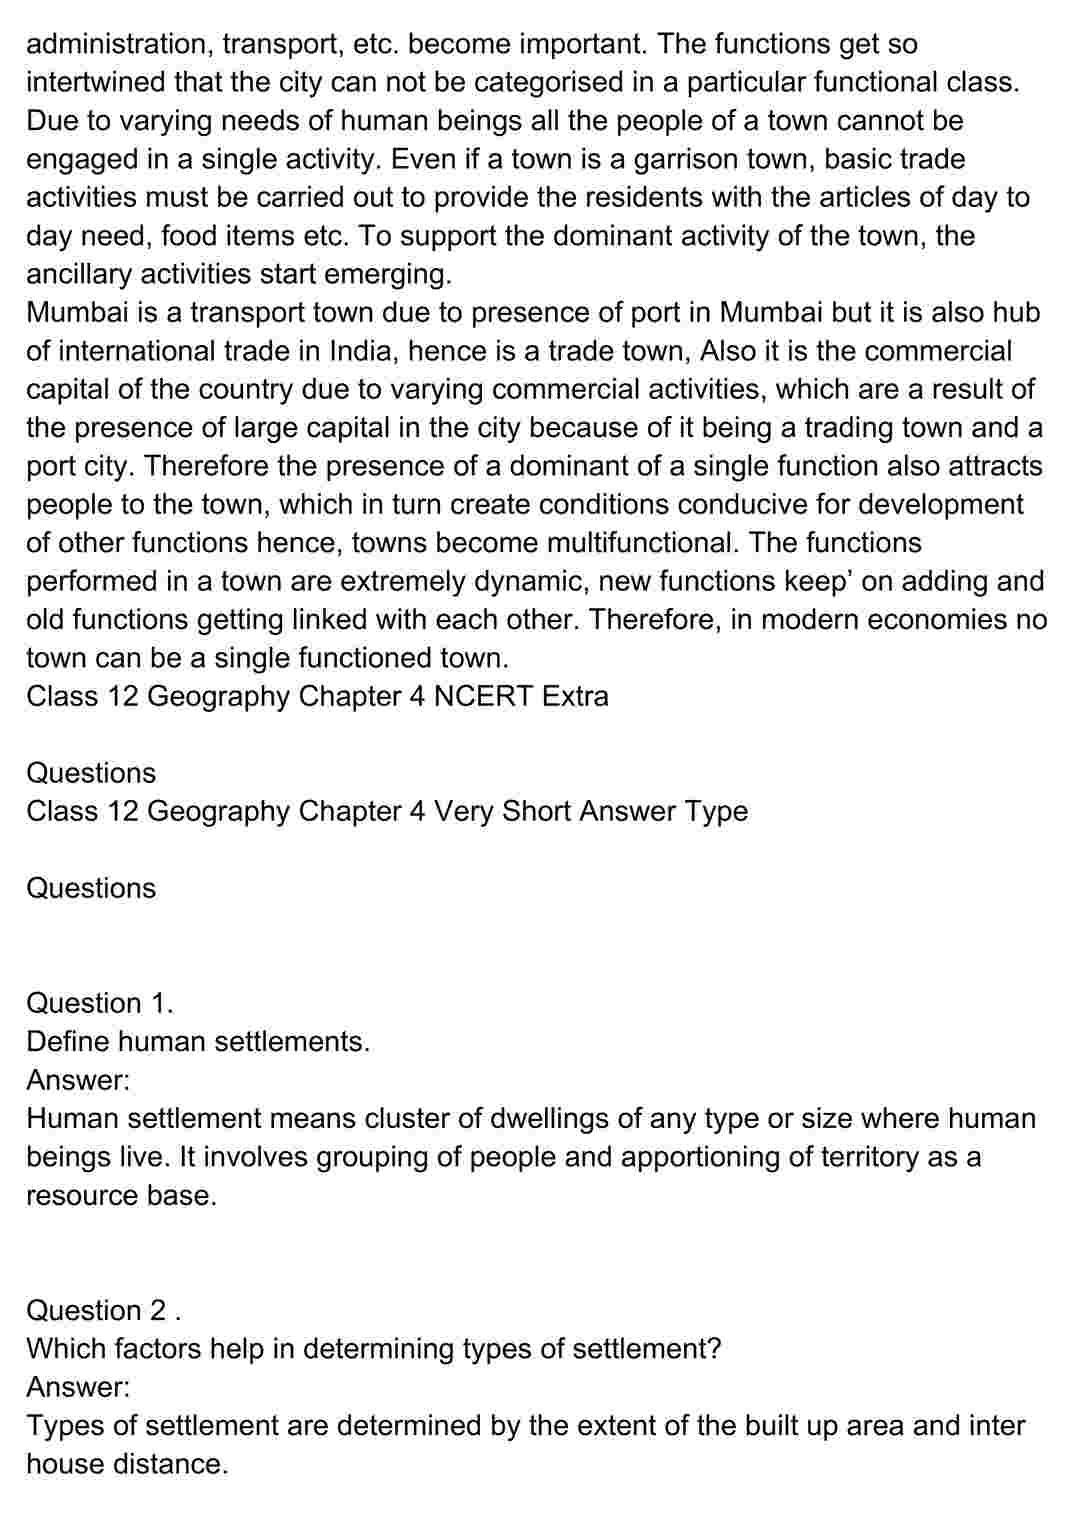 administration, transport, etc. become important. The functions get so
intertwined that the city can not be categorised in a particular functional class.
Due to varying needs of human beings all the people of a town cannot be
engaged in a single activity. Even if a town is a garrison town, basic trade
activities must be carried out to provide the residents with the articles of day to
day need, food items etc. To support the dominant activity of the town, the
ancillary activities start emerging.
Mumbai is a transport town due to presence of port in Mumbai but it is also hub
of international trade in India, hence is a trade town, Also it is the commercial
capital of the country due to varying commercial activities, which are a result of
the presence of large capital in the city because of it being a trading town and a
port city. Therefore the presence of a dominant of a single function also attracts
people to the town, which in turn create conditions conducive for development
of other functions hence, towns become multifunctional. The functions
performed in a town are extremely dynamic, new functions keep’ on adding and
old functions getting linked with each other. Therefore, in modern economies no
town can be a single functioned town.
Class 12 Geography Chapter 4 NCERT Extra
Questions
Class 12 Geography Chapter 4 Very Short Answer Type
Questions
Question 1.
Define human settlements.
Answer:
Human settlement means cluster of dwellings of any type or size where human
beings live. It involves grouping of people and apportioning of territory as a
resource base.
Question 2 .
Which factors help in determining types of settlement?
Answer:
Types of settlement are determined by the extent of the built up area and inter
house distance.